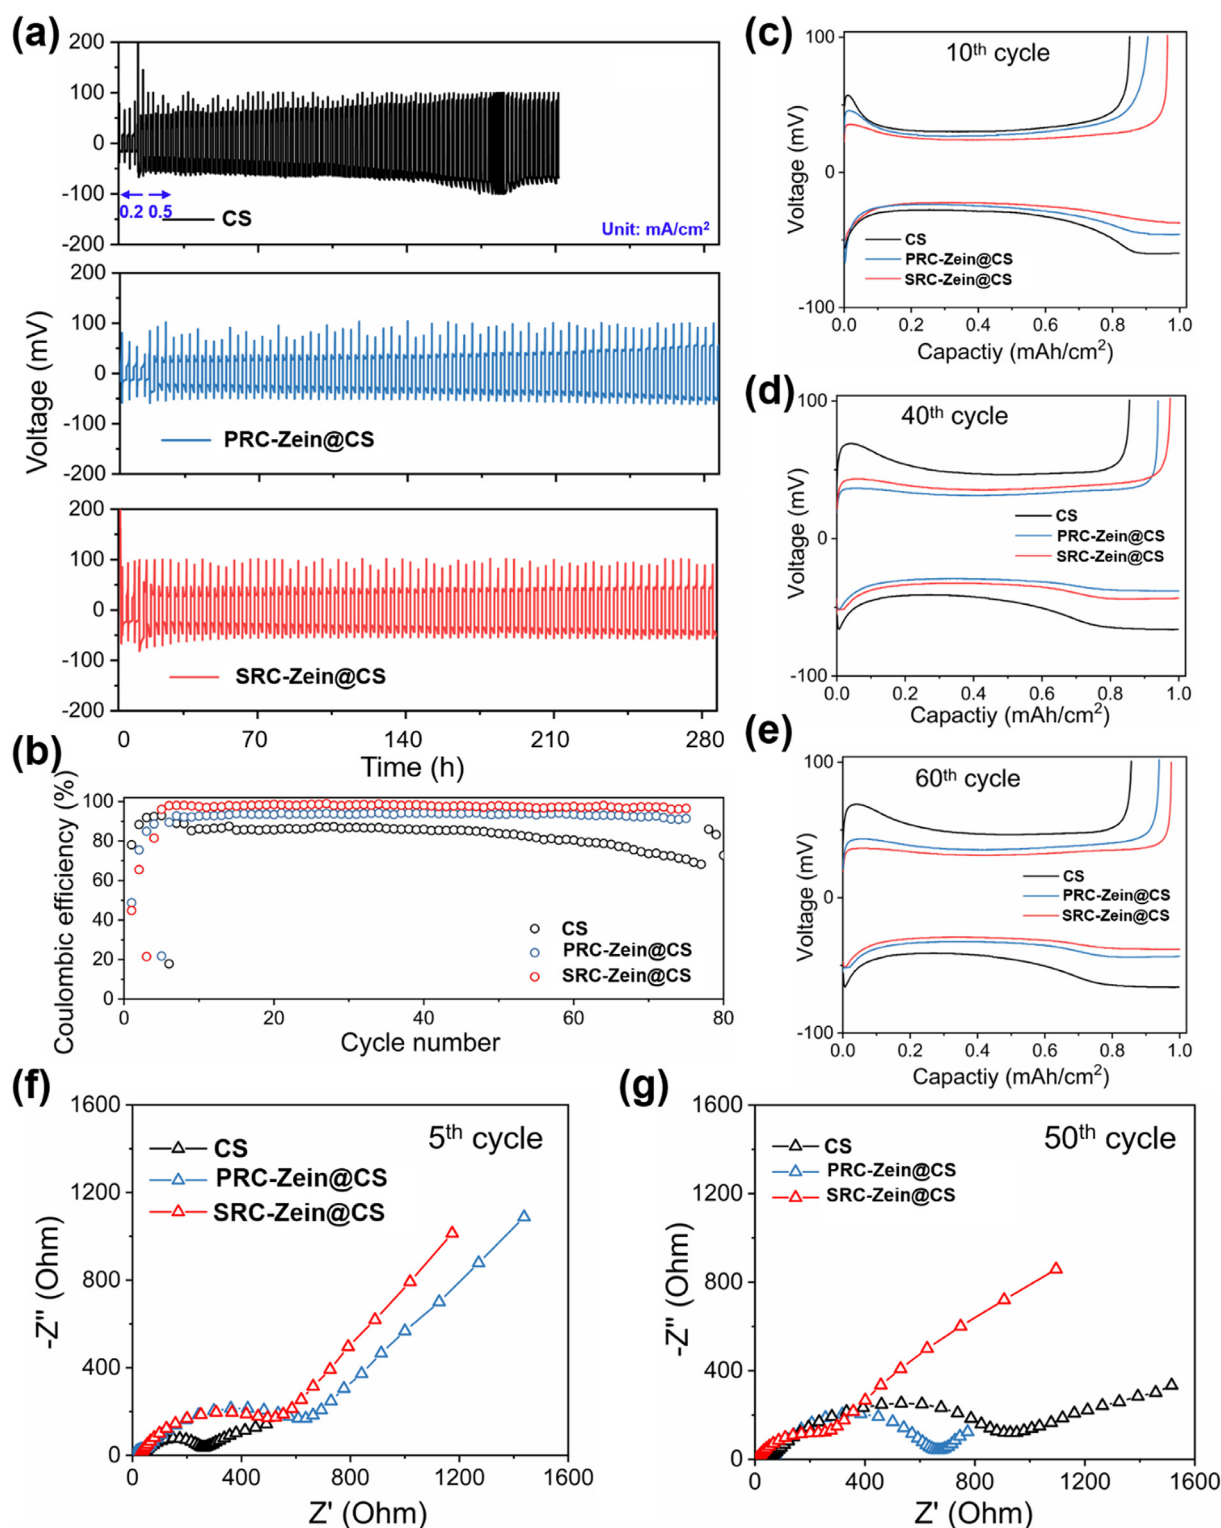 (a)
200
100
0
-100
-200
0.2 0.5
CS
Unit: mA/cm²
200
100
0
-100
-200
PRC-Zein@CS
200
100
0
-100
-200
SRC-Zein@CS
Voltage (mV)
0 70 140 210 280
Time (h)
(b)
100
80
60
40
20
0
Coulombic efficiency (%)
CS
PRC-Zein@CS
SRC-Zein@CS
0 20 40 60 80
Cycle number
(c)
10th cycle
100
0
-100
Voltage (mV)
CS
PRC-Zein@CS
SRC-Zein@CS
0.0 0.2 0.4 0.6 0.8 1.0
Capactiy (mAh/cm²)
(d)
40th cycle
100
0
-100
Voltage (mV)
CS
PRC-Zein@CS
SRC-Zein@CS
0.0 0.2 0.4 0.6 0.8 1.0
Capactiy (mAh/cm²)
(e)
60th cycle
100
0
-100
Voltage (mV)
CS
PRC-Zein@CS
SRC-Zein@CS
0.0 0.2 0.4 0.6 0.8 1.0
Capactiy (mAh/cm²)
(f)
5th cycle
1600
1200
800
400
0
-Z" (Ohm)
CS
PRC-Zein@CS
SRC-Zein@CS
0 400 800 1200 1600
Z' (Ohm)
(g)
50th cycle
1600
1200
800
400
0
-Z" (Ohm)
CS
PRC-Zein@CS
SRC-Zein@CS
0 400 800 1200 1600
Z' (Ohm)